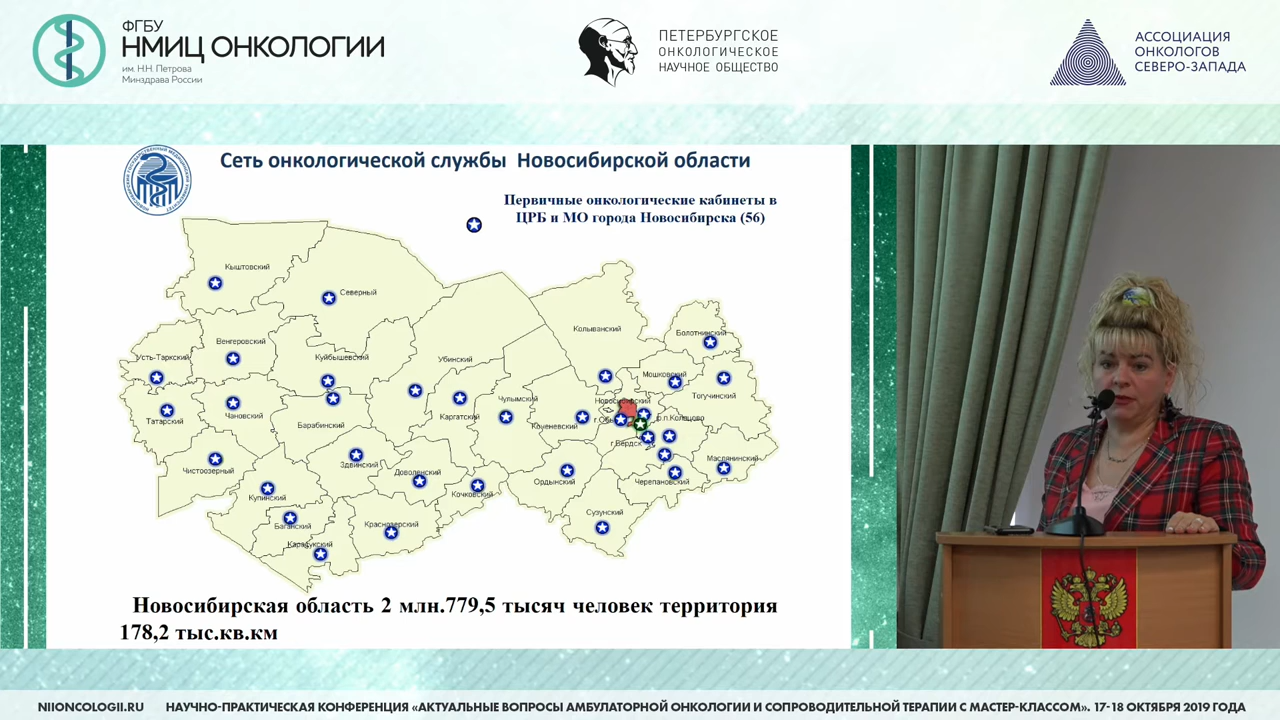 ФГБУ
НМИЦ ОНКОЛОГИИ
им. Н.Н. Петрова
Минздрава России
ПЕТЕРБУРГСКОЕ
ОНКОЛОГИЧЕСКОЕ
НАУЧНОЕ ОБЩЕСТВО
АССОЦИАЦИЯ
ОНКОЛОГОВ
СЕВЕРО-ЗАПАДА
Сеть онкологической службы Новосибирской области
Первичные онкологические кабинеты в
ЦРБ и МО города Новосибирска (56)
Кыштовский
Северный
Колыванский
Болотнинский
Венгеровский
Усть-Таркский
Куйбышевский
Убинский
Мошковский
Тогучинский
Чулымский
Новосибирский
Татарский
Чановский
Каргатский
Барабинский
Коченевский
г.Обь
р.п.Кольцово
г.Бердск
Чистоозерный
Здвинский
Доволенский
Маслянинский
Купинский
Кочковский
Ордынский
Черепановский
Баганский
Краснозерский
Сузунский
Карасукский
Новосибирская область 2 млн.779,5 тысяч человек территория
178,2 тыс.кв.км
NIIONCOLOGII.RU НАУЧНО-ПРАКТИЧЕСКАЯ КОНФЕРЕНЦИЯ «АКТУАЛЬНЫЕ ВОПРОСЫ АМБУЛАТОРНОЙ ОНКОЛОГИИ И СОПРОВОДИТЕЛЬНОЙ ТЕРАПИИ С МАСТЕР-КЛАССОМ». 17-18 ОКТЯБРЯ 2019 ГОДА